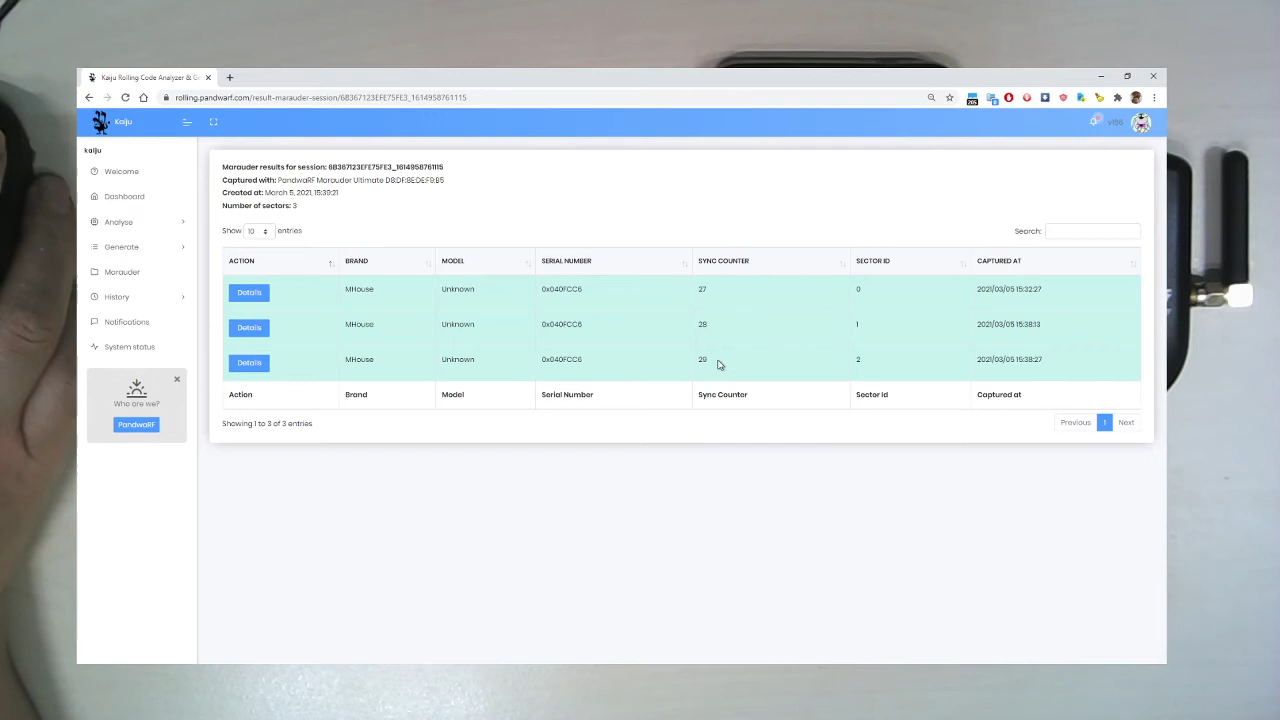 Kaiju Rolling Code Analyzer & G
rolling.pandwarf.com/result-marauder-session/6B367123EFE75FE3_1614958761115
205
Kaiju
v186
kaiju
Welcome
Dashboard
Analyse
Generate
Marauder
History
Notifications
System status
Who are we?
PandwaRF
Marauder results for session: 6B367123EFE75FE3_1614958761115
Captured with: PandwaRF Marauder Ultimate D8:DF:8E:DE:F9:B5
Created at: March 5, 2021, 15:39:21
Number of sectors: 3
Show 10 entries
Search:
ACTION BRAND MODEL SERIAL NUMBER SYNC COUNTER SECTOR ID CAPTURED AT
Details MHouse Unknown 0x040FCC6 27 0 2021/03/05 15:32:27
Details MHouse Unknown 0x040FCC6 28 1 2021/03/05 15:38:13
Details MHouse Unknown 0x040FCC6 29 2 2021/03/05 15:38:27
Action Brand Model Serial Number Sync Counter Sector Id Captured at
Showing 1 to 3 of 3 entries
Previous 1 Next